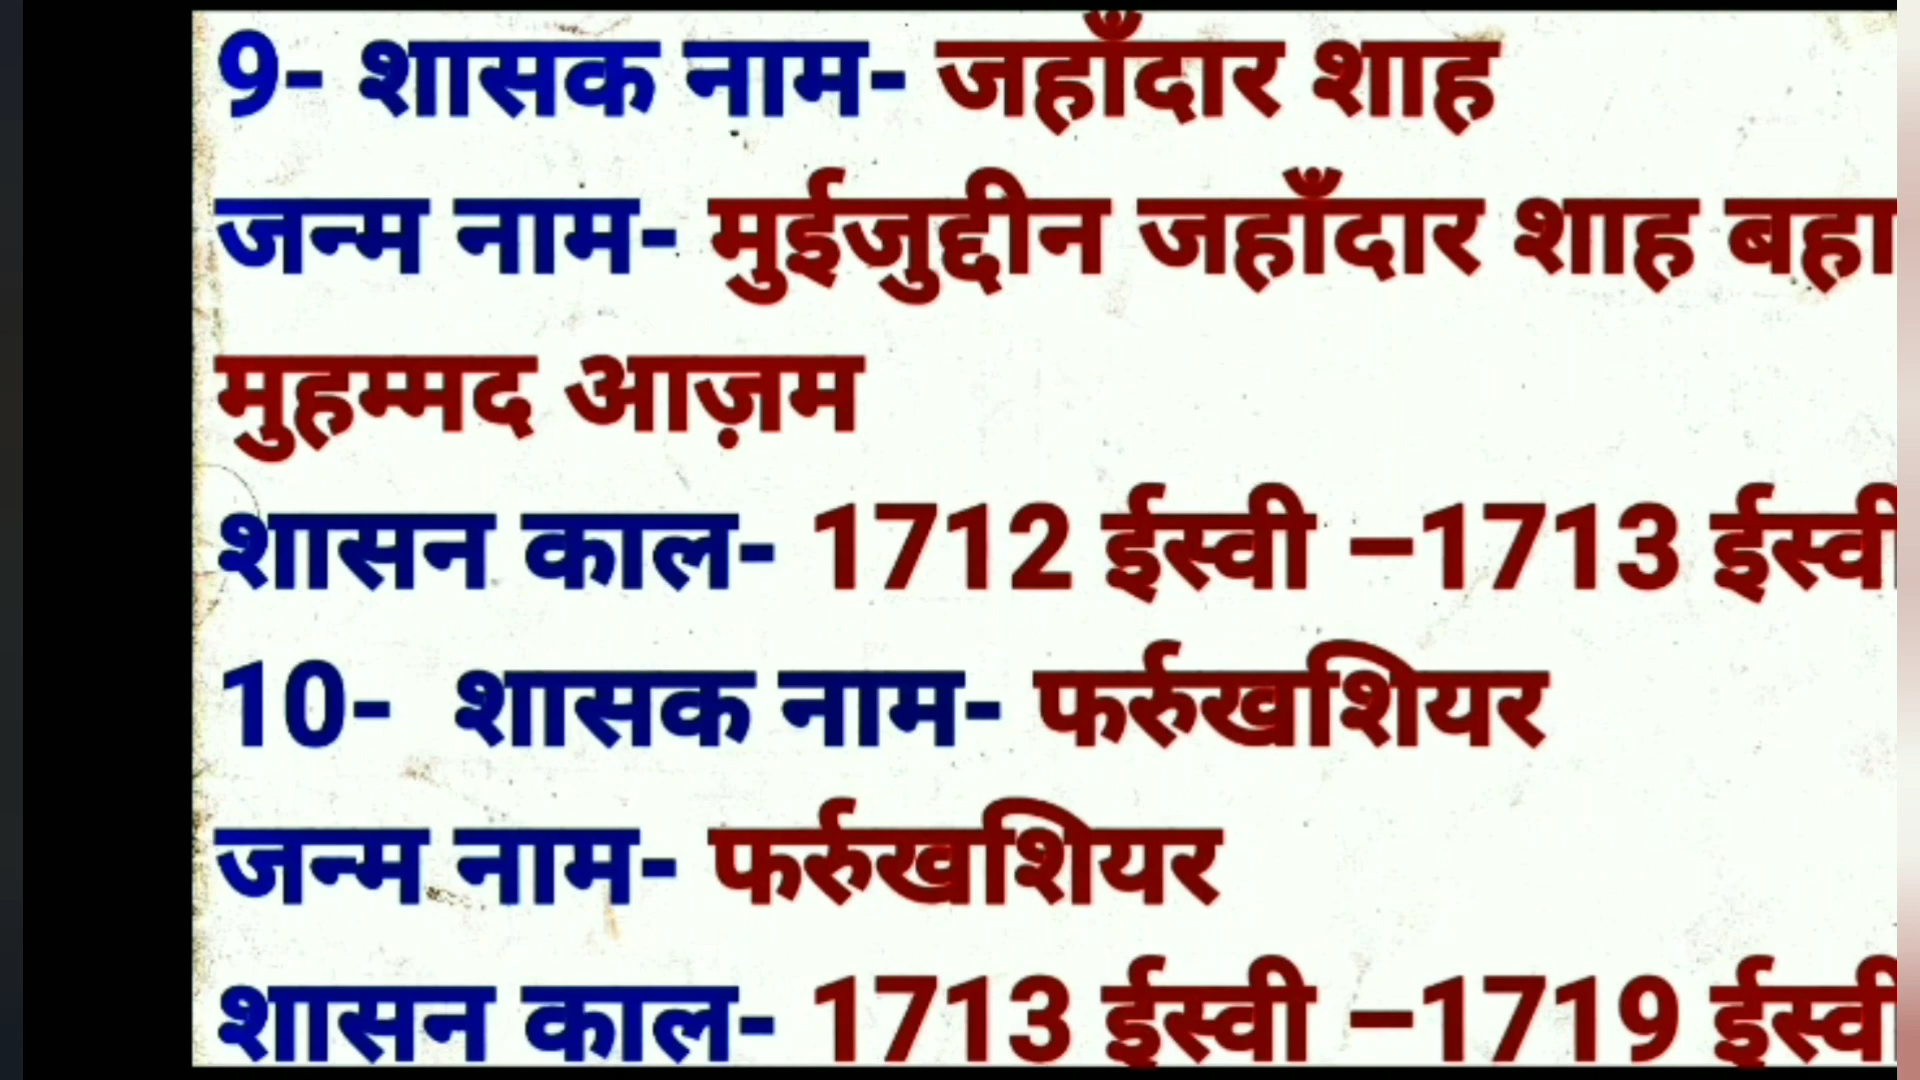 9- शासक नाम- जहाँदार शाह
जन्म नाम- मुईजुद्दीन जहाँदार शाह बहा
मुहम्मद आज़म
शासन काल- 1712 ईस्वी –1713 ईस्वी
10- शासक नाम- फर्रुखशियर
जन्म नाम- फर्रुखशियर
शासन काल- 1713 ईस्वी –1719 ईस्वी